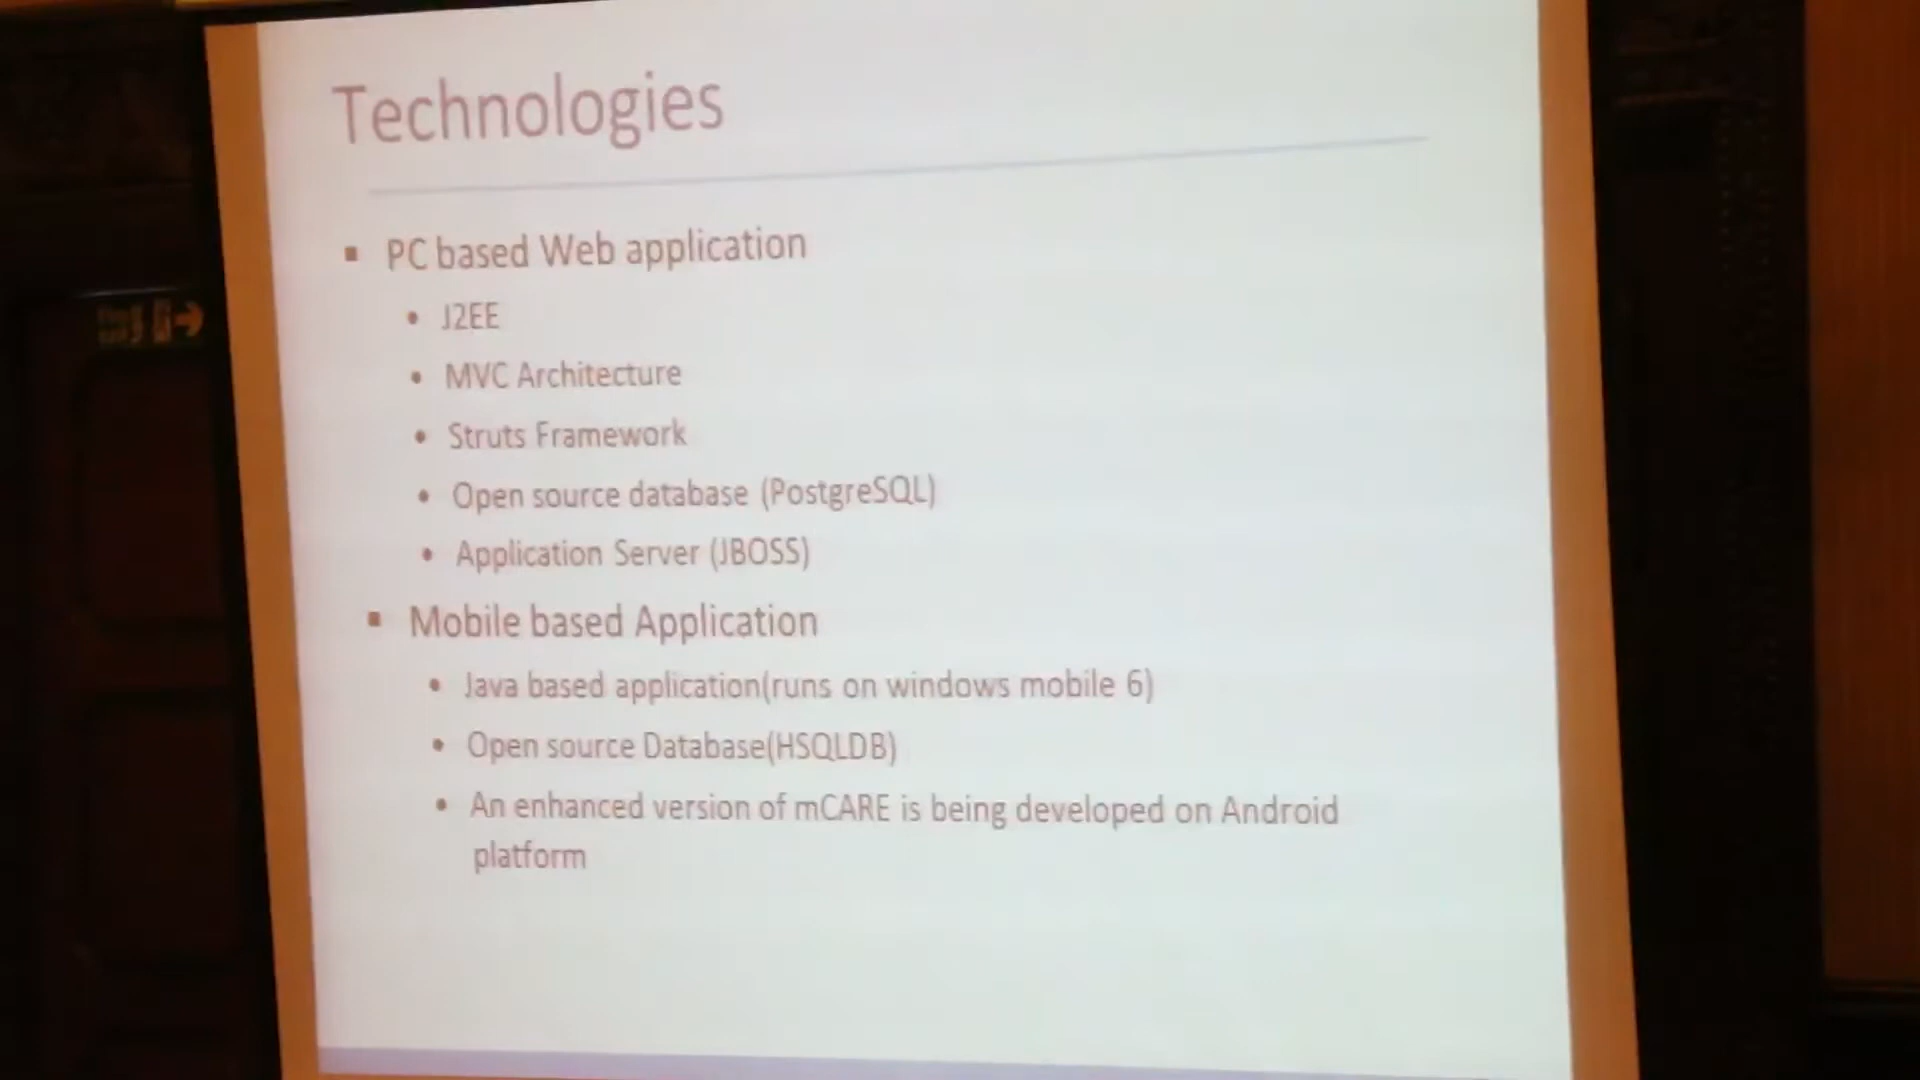 Technologies
PC based Web application
J2EE
MVC Architecture
Struts Framework
Open source database (PostgreSQL)
Application Server (JBOSS)
Mobile based Application
Java based application(runs on windows mobile 6)
Open source Database(HSQLDB)
An enhanced version of mCARE is being developed on Android
platform